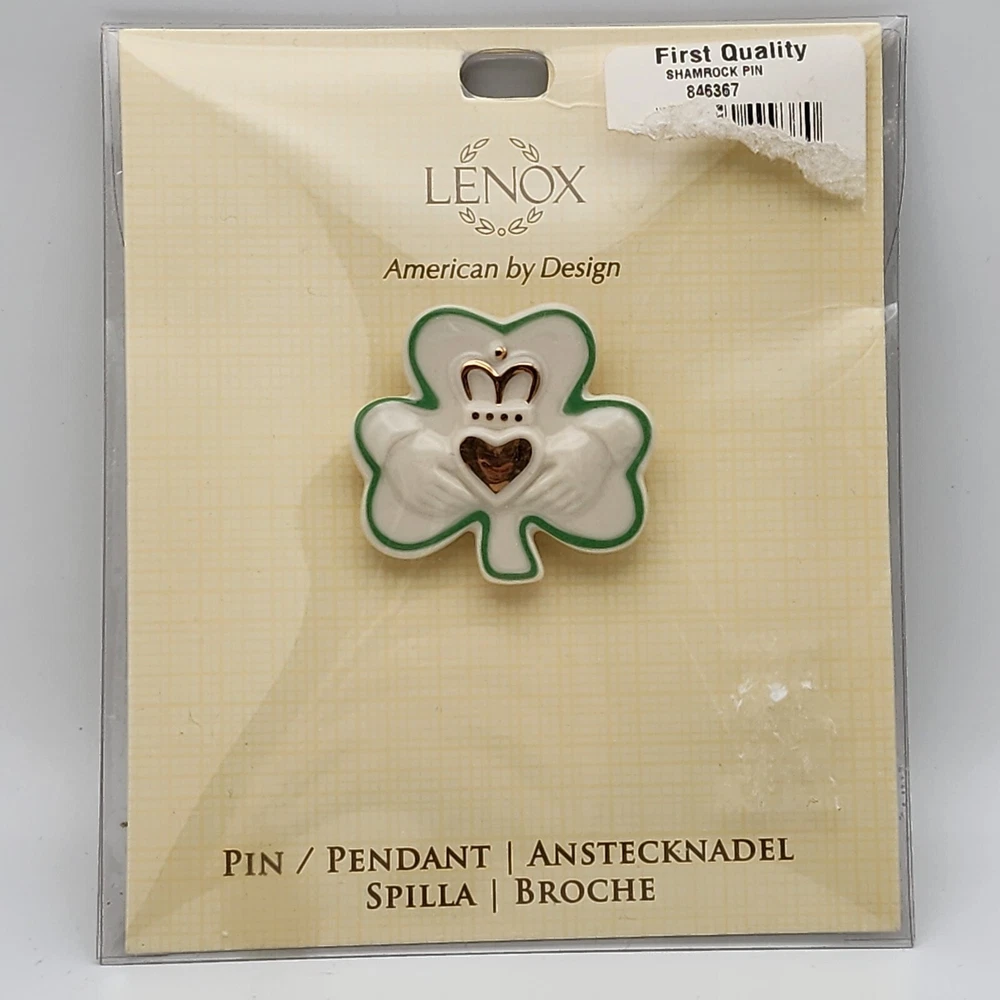 First Quality
SHAMROCK PIN
846367
LENOX
American by Design
PIN / PENDANT | ANSTECKNADEL
SPILLA | BROCHE